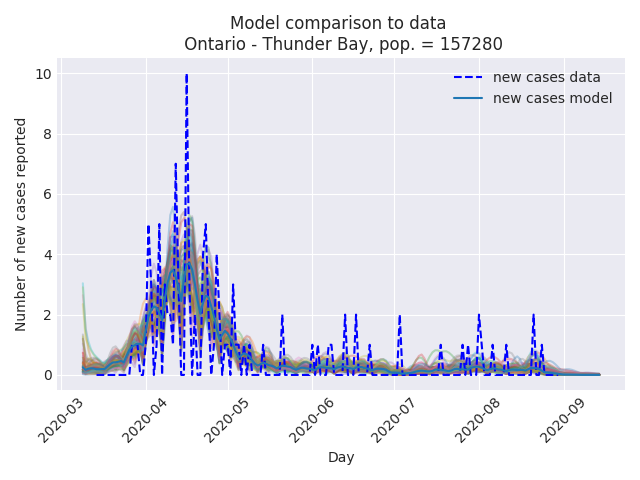 Model comparison to data
Ontario - Thunder Bay, pop. = 157280
new cases data
new cases model
Number of new cases reported
10
8
6
4
2
0
2020-03
2020-04
2020-05
2020-06
2020-07
2020-08
2020-09
Day